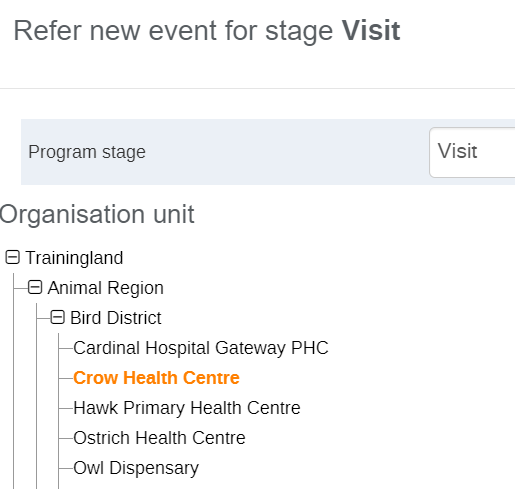 Refer new event for stage Visit
Program stage
Visit
Organisation unit
Trainingland
Animal Region
Bird District
Cardinal Hospital Gateway PHC
Crow Health Centre
Hawk Primary Health Centre
Ostrich Health Centre
Owl Dispensary